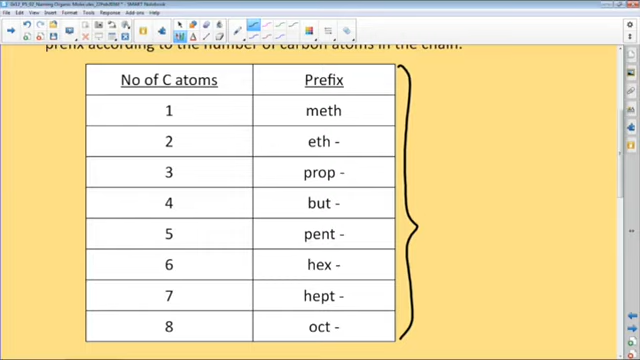 File Edit View Insert Format Tools Response Add-ons Help
prefix according to the number of carbon atoms in the chain.
No of C atoms Prefix
1 meth
2 eth -
3 prop -
4 but -
5 pent -
6 hex -
7 hept -
8 oct -